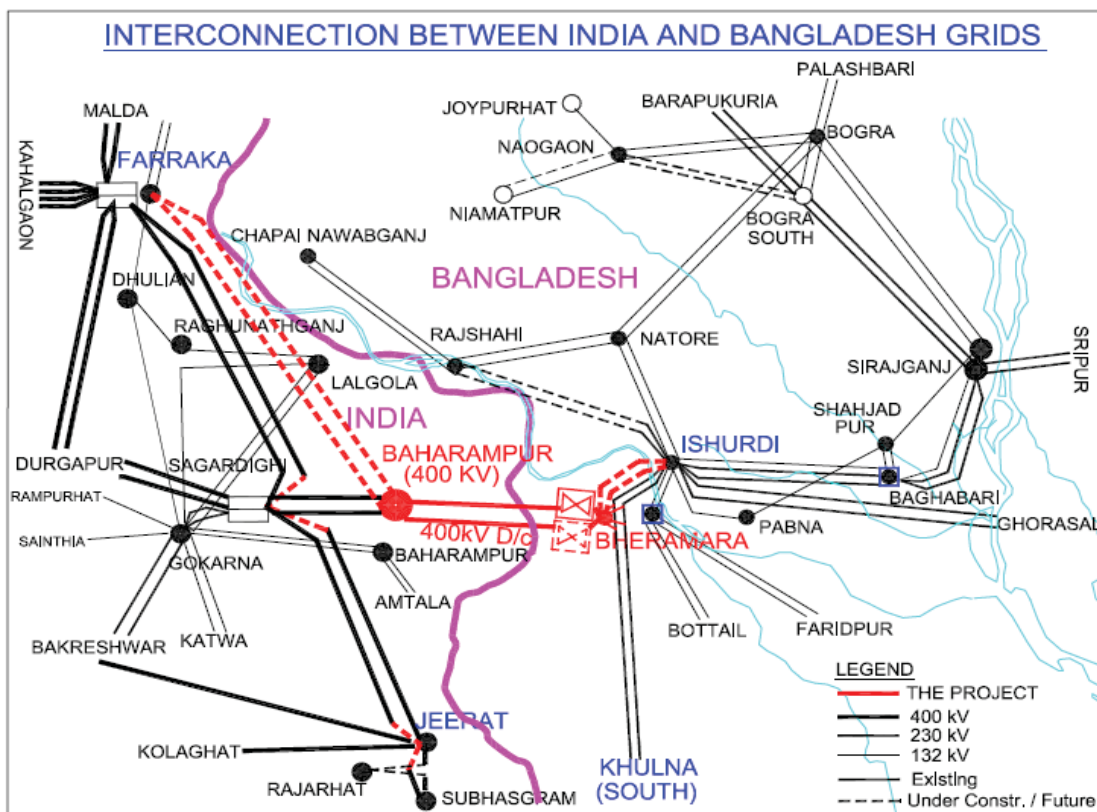 INTERCONNECTION BETWEEN INDIA AND BANGLADESH GRIDS
PALASHBARI
JOYPURHAT
BARAPUKURIA
MALDA
BOGRA
NAOGAON
FARRAKA
KAHALGAON
NIAMATPUR
BOGRA
SOUTH
CHAPAI NAWABGANJ
BANGLADESH
DHULIAN
RAGHUNATHGANJ
RAJSHAHI
NATORE
SRIPUR
SIRAJGANJ
LALGOLA
INDIA
SHAHJAD
PUR
ISHURDI
BAHARAMPUR
(400 KV)
DURGAPUR
SAGARDIGHI
BAGHABARI
RAMPURHAT
PABNA
GHORASAL
400kV D/c
BHERAMARA
SAINTHIA
GOKARNA
BAHARAMPUR
AMTALA
BAKRESHWAR
KATWA
BOTTAIL
FARIDPUR
LEGEND
THE PROJECT
400 kV
230 kV
132 kV
Existing
Under Constr. / Future
JEERAT
KOLAGHAT
KHULNA
(SOUTH)
RAJARHAT
SUBHASGRAM